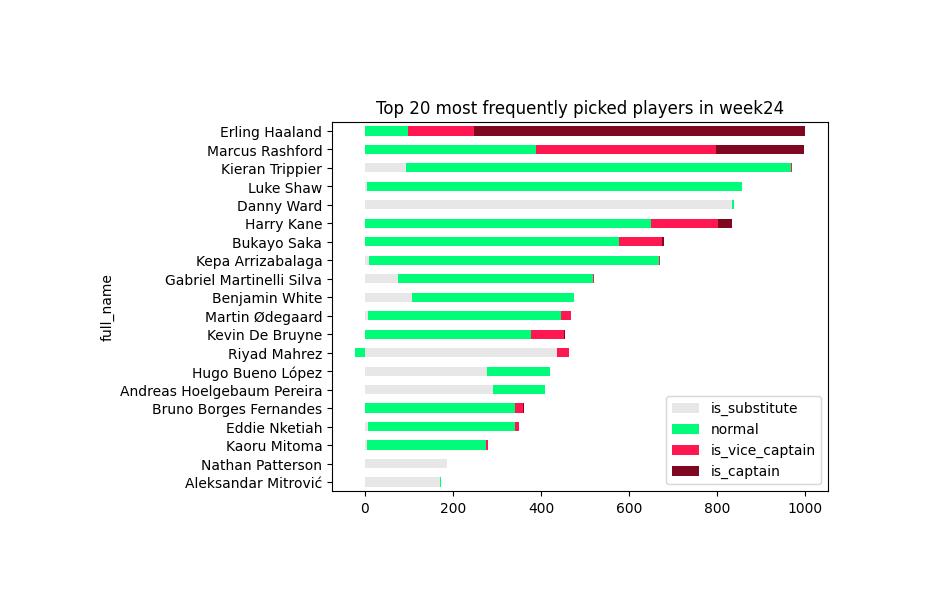 Top 20 most frequently picked players in week24
full_name
Erling Haaland
Marcus Rashford
Kieran Trippier
Luke Shaw
Danny Ward
Harry Kane
Bukayo Saka
Kepa Arrizabalaga
Gabriel Martinelli Silva
Benjamin White
Martin Ødegaard
Kevin De Bruyne
Riyad Mahrez
Hugo Bueno López
Andreas Hoelgebaum Pereira
Bruno Borges Fernandes
Eddie Nketiah
Kaoru Mitoma
Nathan Patterson
Aleksandar Mitrović
is_substitute
normal
is_vice_captain
is_captain
0 200 400 600 800 1000